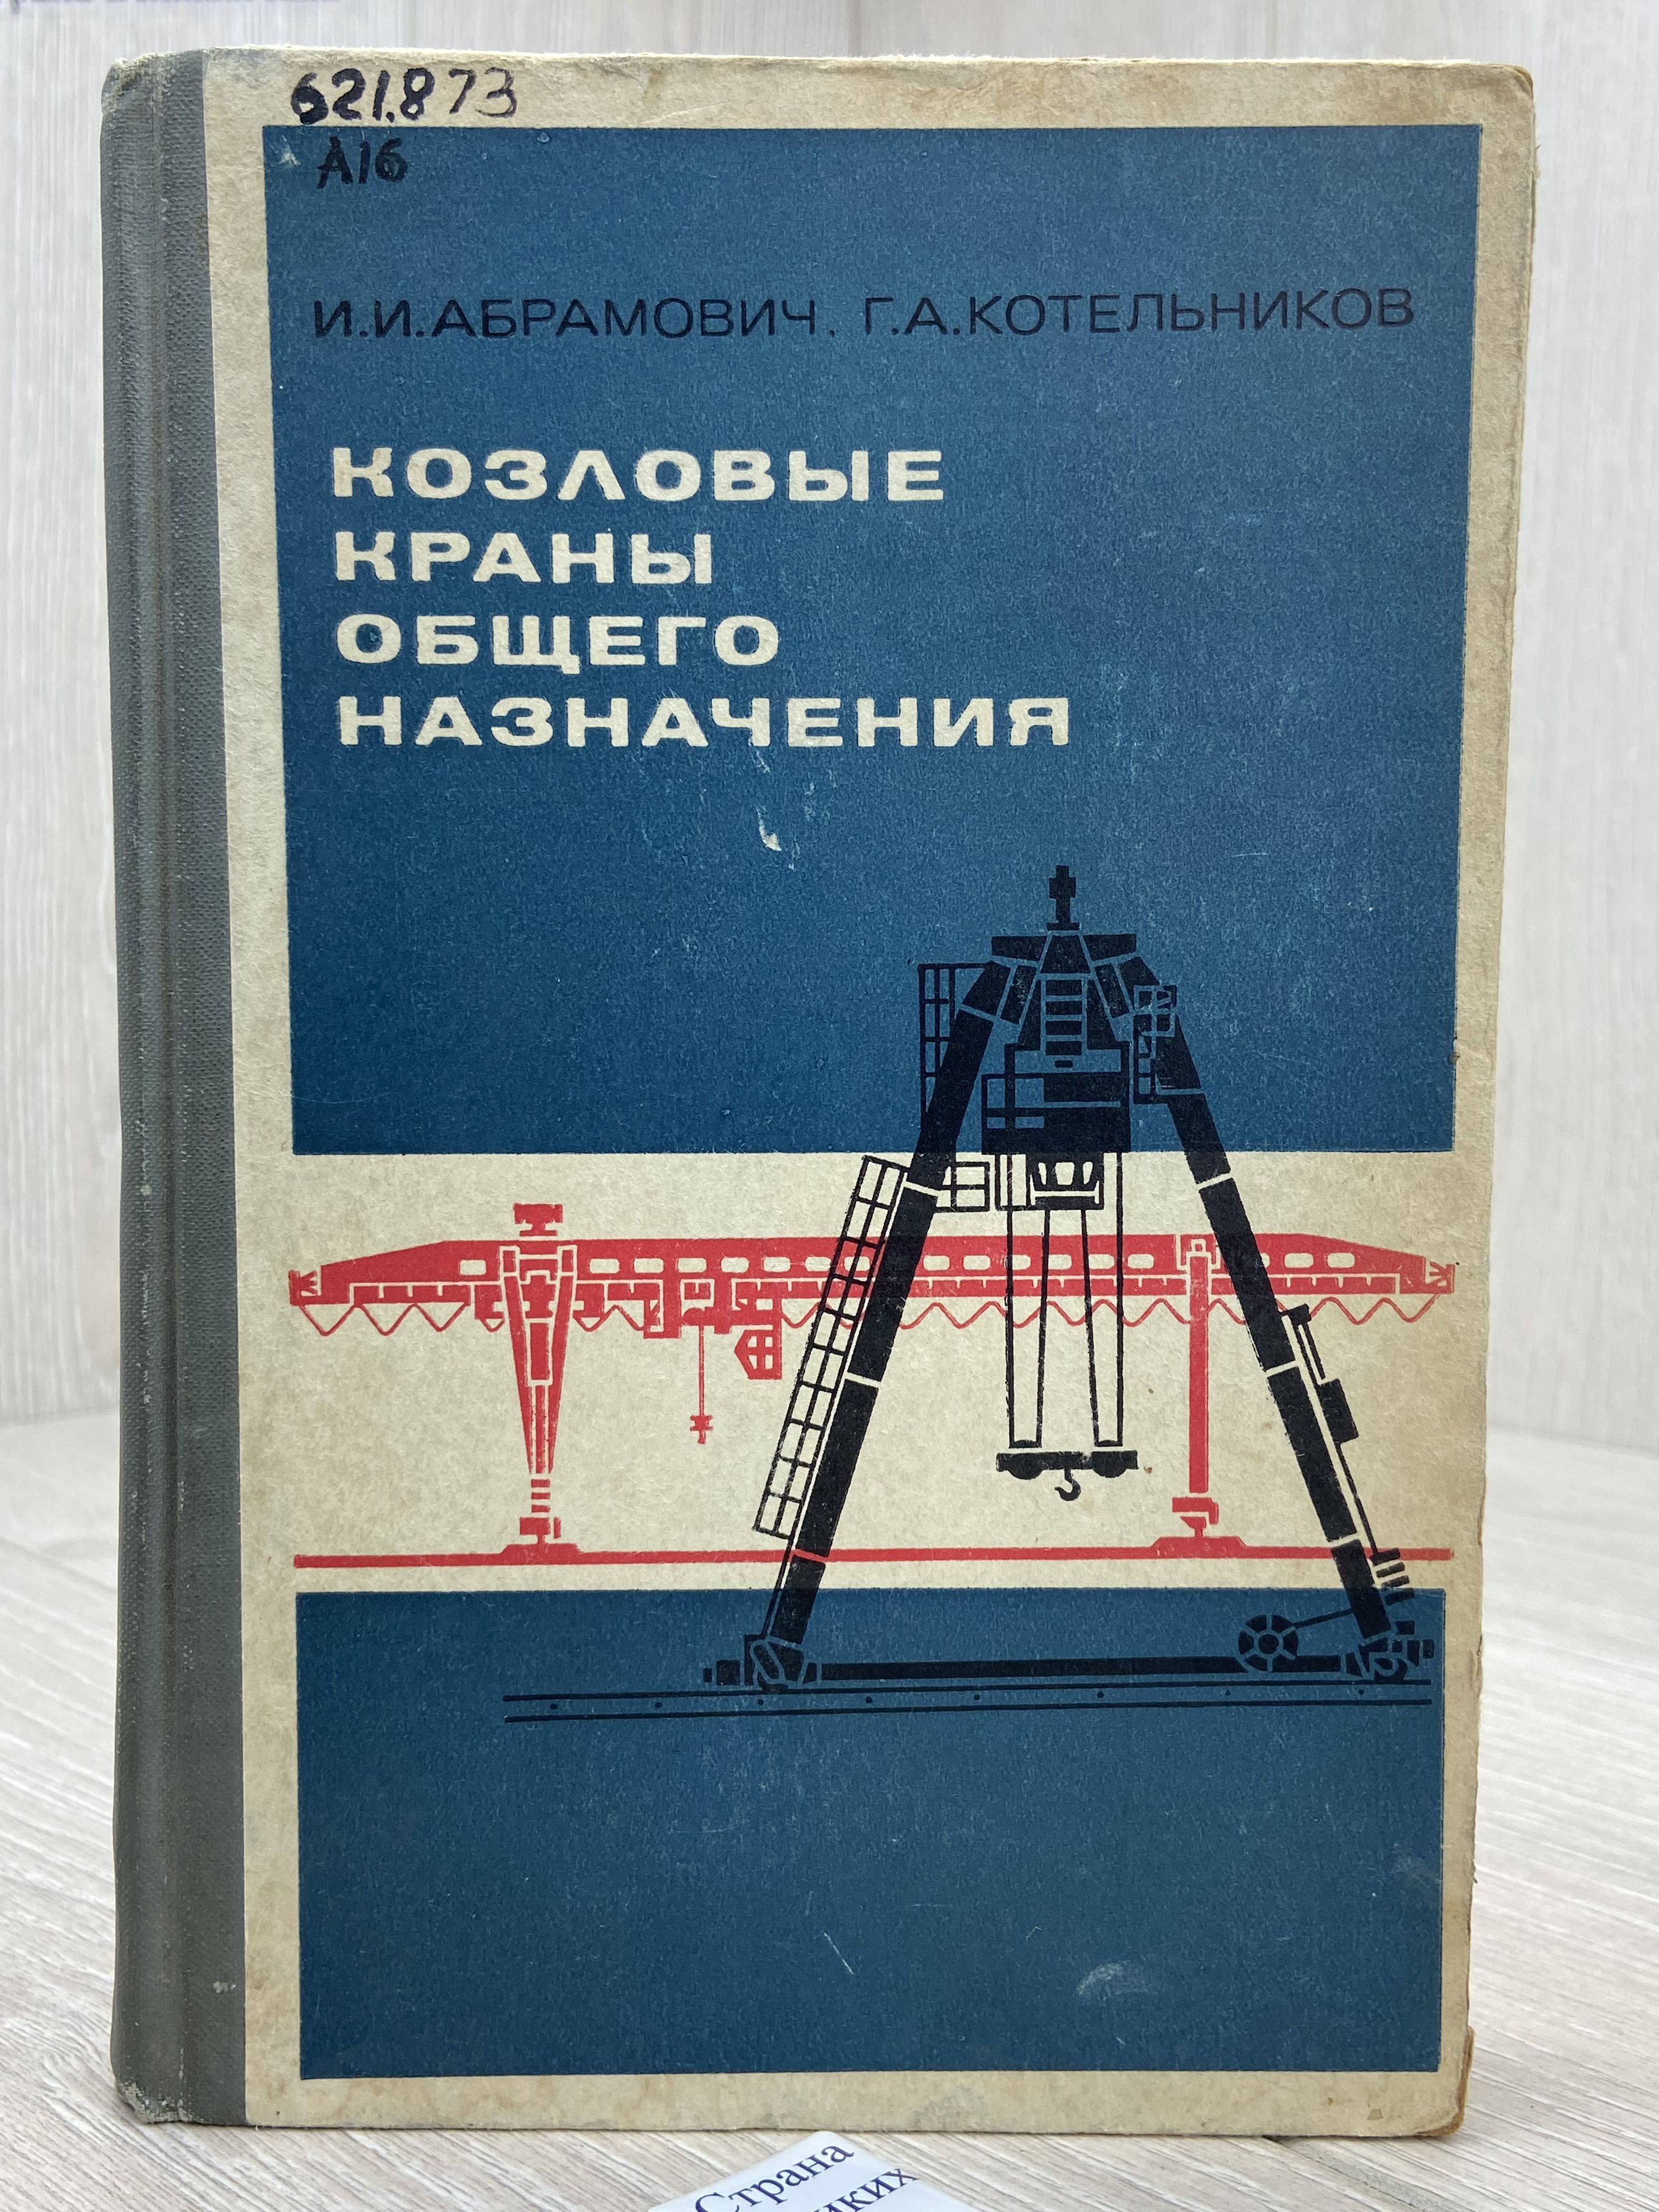 621.873
А16
И.И.АБРАМОВИЧ, Г.А.КОТЕЛЬНИКОВ
КОЗЛОВЫЕ
КРАНЫ
ОБЩЕГО
НАЗНАЧЕНИЯ
Страна